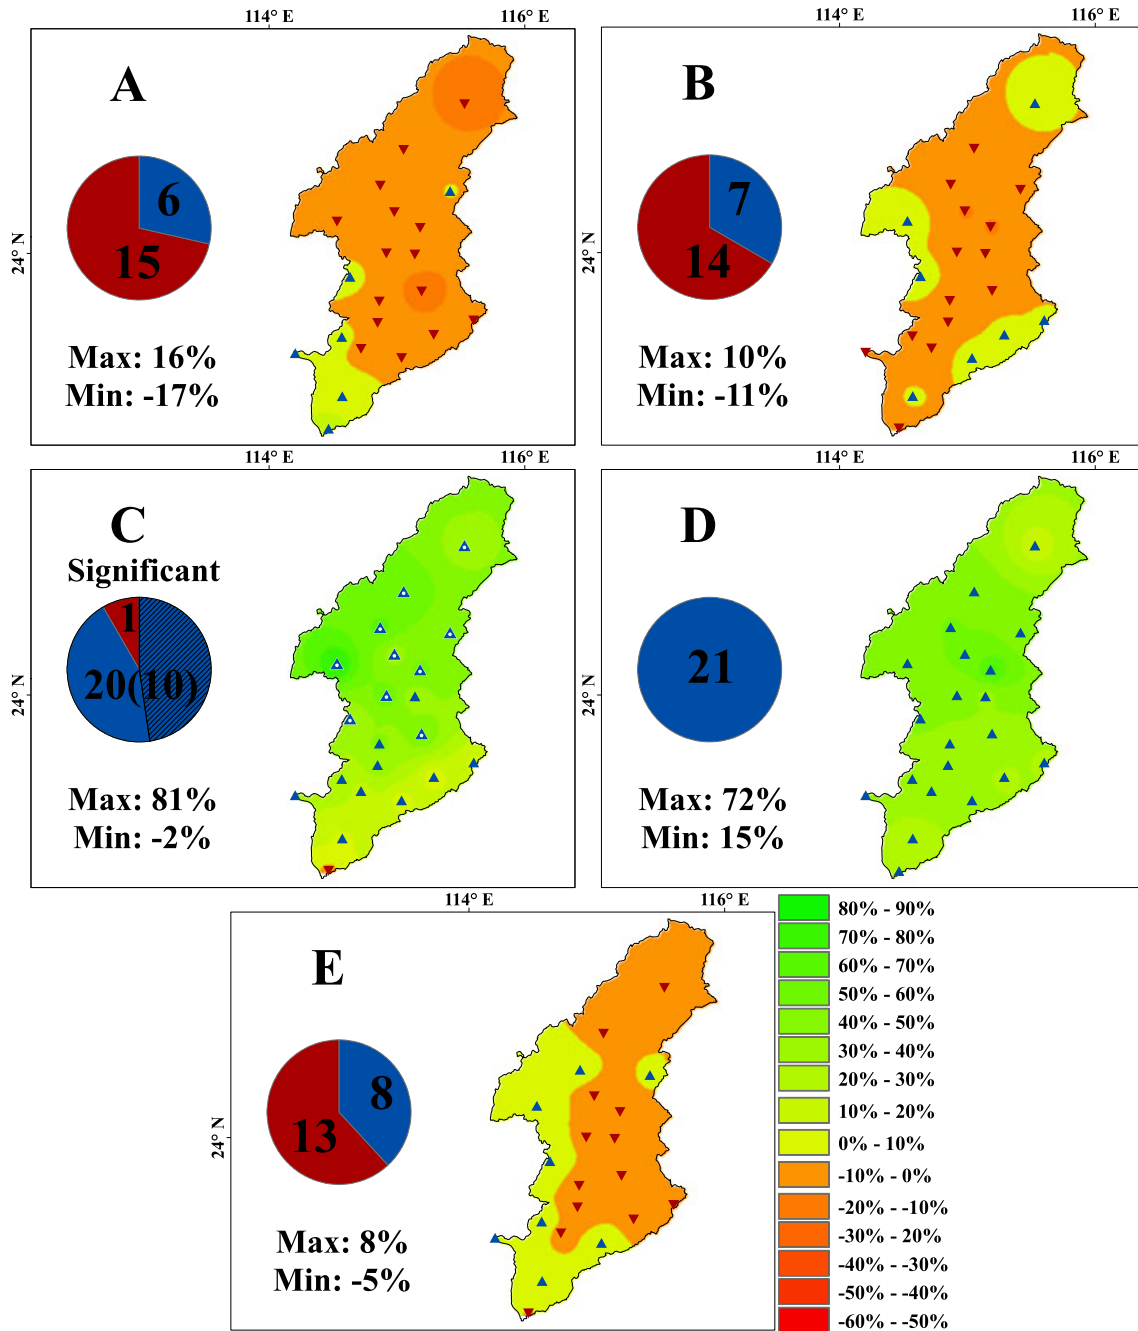 114° E
116° E
114° E
116° E
A
B
6
15
7
14
24° N
24° N
Max: 16%
Min: -17%
Max: 10%
Min: -11%
114° E
116° E
114° E
116° E
C
Significant
D
1
20(10)
21
24° N
24° N
Max: 81%
Min: -2%
Max: 72%
Min: 15%
114° E
116° E
E
8
13
24° N
Max: 8%
Min: -5%
80% - 90%
70% - 80%
60% - 70%
50% - 60%
40% - 50%
30% - 40%
20% - 30%
10% - 20%
0% - 10%
-10% - 0%
-20% - -10%
-30% - 20%
-40% - -30%
-50% - -40%
-60% - -50%